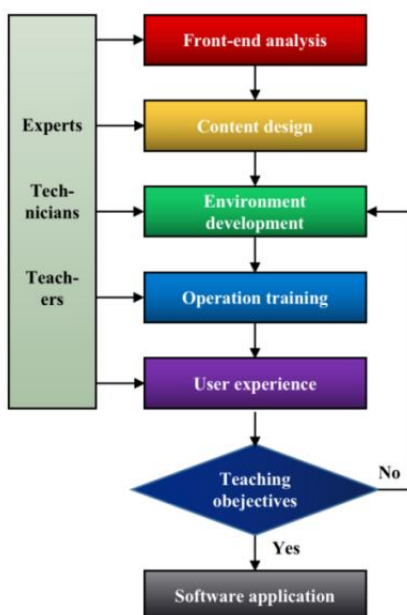 Front-end analysis
Experts
Content design
Tech-
nicians
Environment
development
Teach-
ers
Operation training
User experience
Teaching
obejectives
No
Yes
Software application